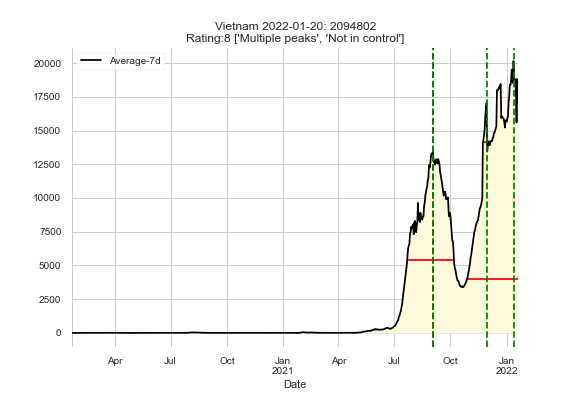 Vietnam 2022-01-20: 2094802
Rating:8 ['Multiple peaks', 'Not in control']
Average-7d
20000
17500
15000
12500
10000
7500
5000
2500
0
Apr
Jul
Oct
Jan
2021
Apr
Jul
Oct
Jan
2022
Date